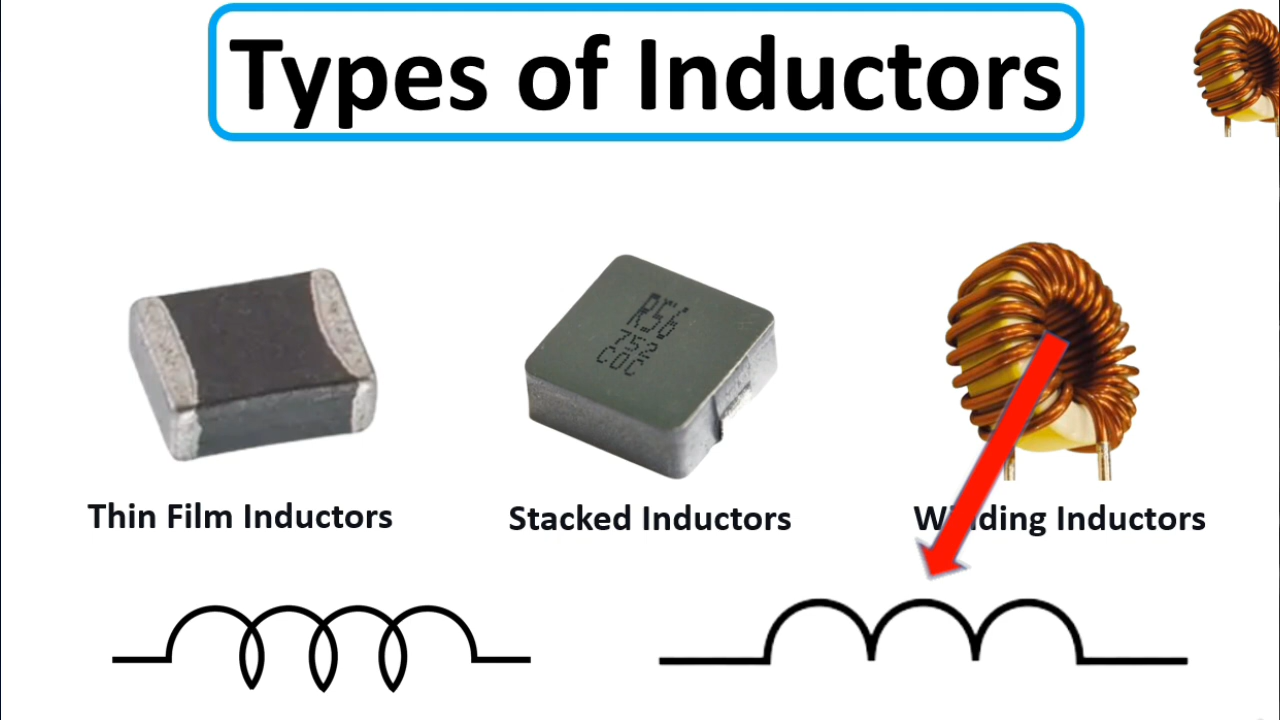 Types of Inductors
R56
752
COC
Thin Film Inductors
Stacked Inductors
Winding Inductors